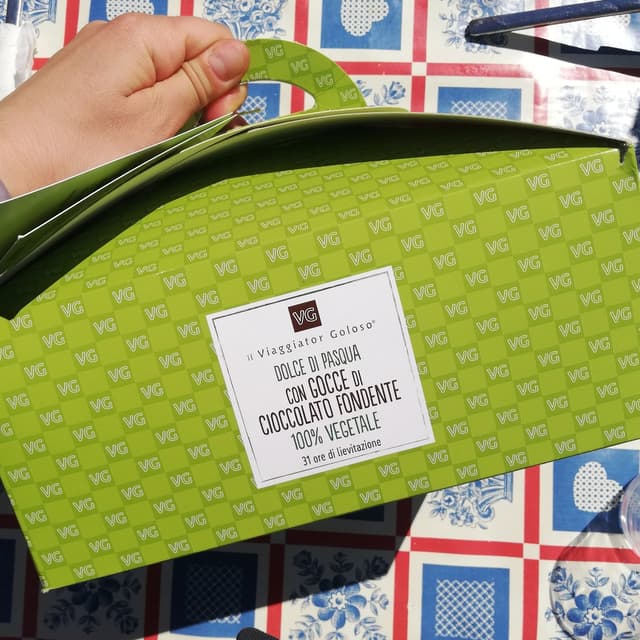 VG
Il Viaggiator Goloso®
DOLCE DI PASQUA
CON GOCCE DI
CIOCCOLATO FONDENTE
100% VEGETALE
31 ore di lievitazione